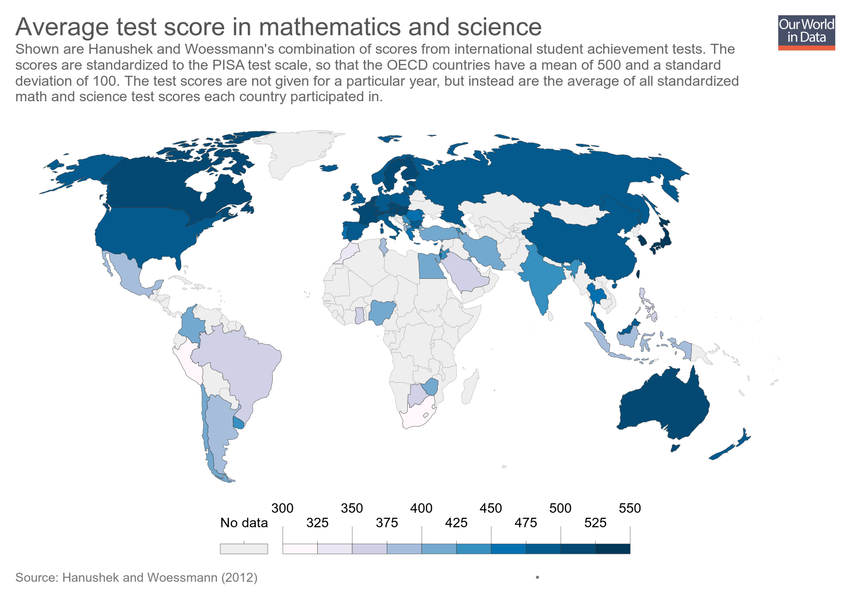 Average test score in mathematics and science
Our World
in Data
Shown are Hanushek and Woessmann's combination of scores from international student achievement tests. The
scores are standardized to the PISA test scale, so that the OECD countries have a mean of 500 and a standard
deviation of 100. The test scores are not given for a particular year, but instead are the average of all standardized
math and science test scores each country participated in.
300 350 400 450 500 550
No data 325 375 425 475 525
Source: Hanushek and Woessmann (2012)